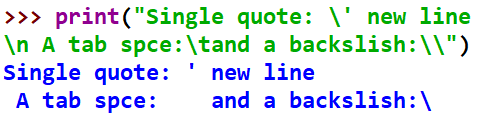 >>> print("Single quote: \' new line
\n A tab spce:\tand a backslish:\\")
Single quote: ' new line
 A tab spce:    and a backslish:\